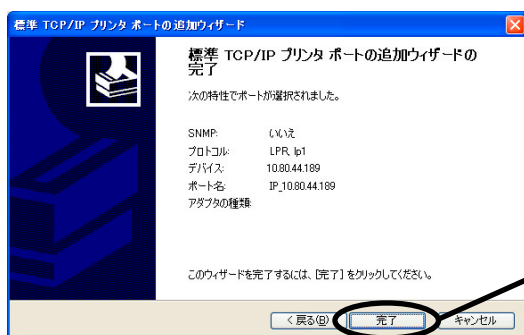 標準 TCP/IP プリンタ ポートの追加ウィザード
標準 TCP/IP プリンタ ポートの追加ウィザードの
完了
次の特性でポートが選択されました。
SNMP: いいえ
プロトコル: LPR, lp1
デバイス: 10.80.44.189
ポート名: IP_10.80.44.189
アダプタの種類:
このウィザードを完了するには、[完了] をクリックしてください。
< 戻る(B) 完了 キャンセル